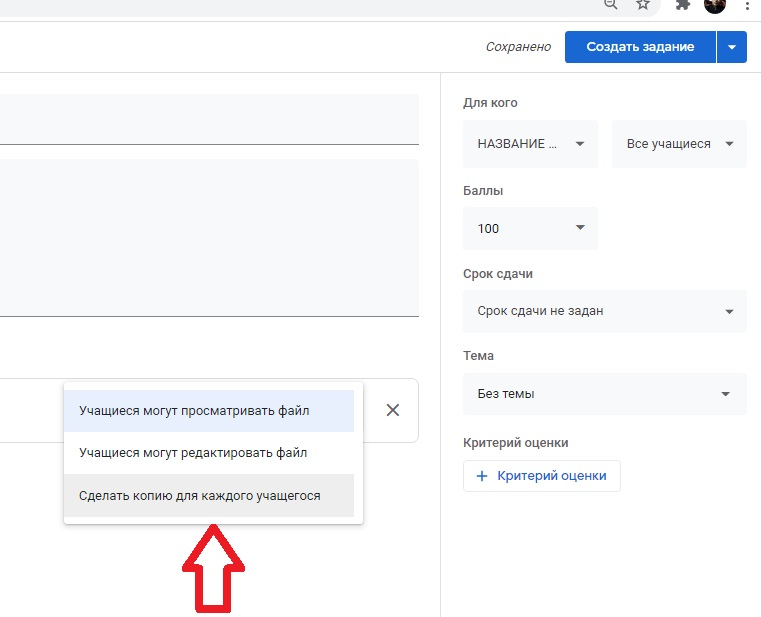 Сохранено
Создать задание
Для кого
НАЗВАНИЕ ...
Все учащиеся
Баллы
100
Срок сдачи
Срок сдачи не задан
Тема
Без темы
Критерий оценки
+ Критерий оценки
Учащиеся могут просматривать файл
Учащиеся могут редактировать файл
Сделать копию для каждого учащегося